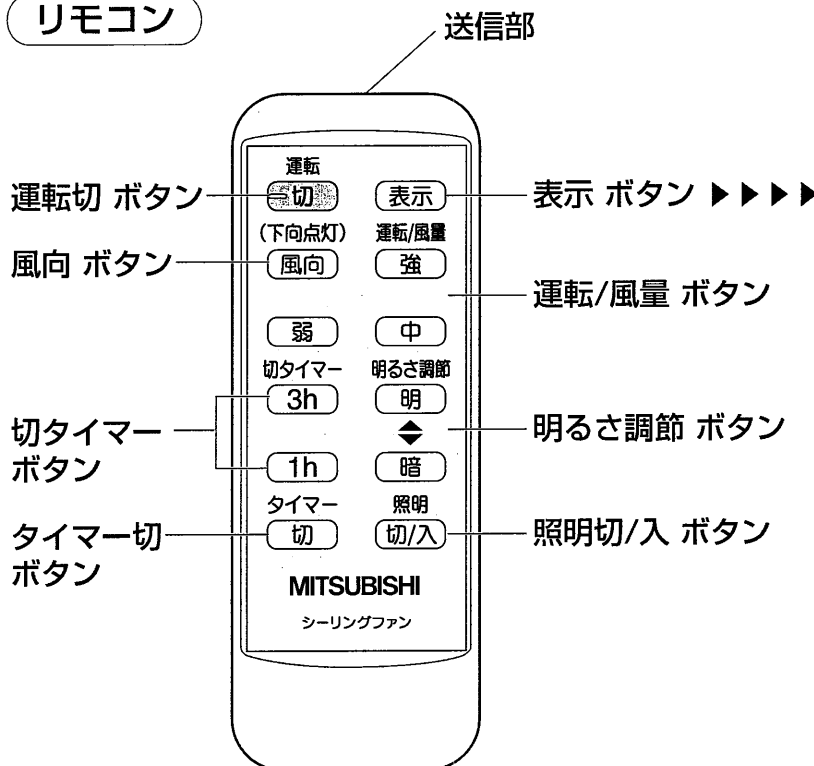 リモコン
送信部
運転
運転切 ボタン
切
表示
表示 ボタン ▶▶▶▶
(下向点灯)
運転/風量
風向 ボタン
風向
強
運転/風量 ボタン
弱
中
切タイマー
明るさ調節
3h
明
切タイマー
ボタン
明るさ調節 ボタン
1h
暗
タイマー
照明
タイマー切
ボタン
切
切/入
照明切/入 ボタン
MITSUBISHI
シーリングファン